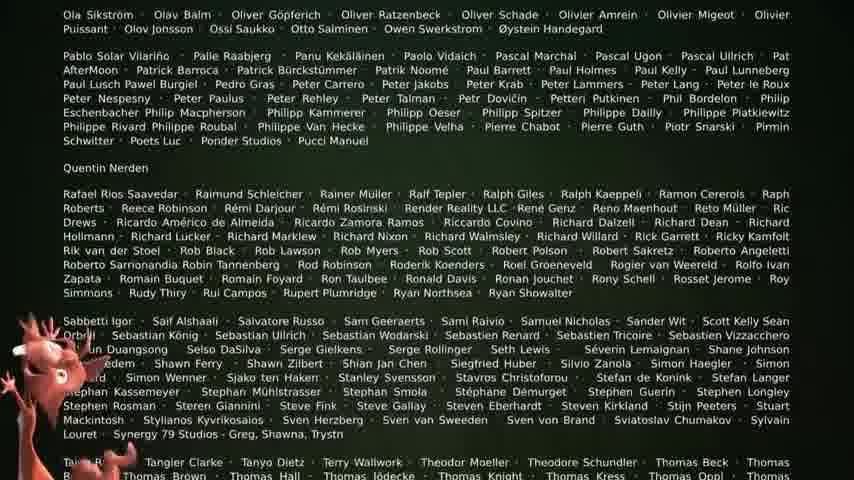 Ola Sikström · Olav Balm · Oliver Göpferich · Oliver Ratzenbeck · Oliver Schade · Olivier Amrein · Olivier Migeot · Olivier
Puissant · Olov Jonsson · Ossi Saukko · Otto Salminen · Owen Swerkstrom · Øystein Handegard
Pablo Solar Vilariño · Palle Raabjerg · Panu Kekäläinen · Paolo Vidaich · Pascal Marchal · Pascal Ugon · Pascal Ullrich · Pat
AfterMoon · Patrick Barroca · Patrick Bürckstümmer · Patrik Noomé · Paul Barrett · Paul Holmes · Paul Kelly · Paul Lunneberg
Paul Lusch Pawel Burgiel · Pedro Gras · Peter Carrero · Peter Jakobs · Peter Krab · Peter Lammers · Peter Lang · Peter le Roux
Peter Nespesny · Peter Paulus · Peter Rehley · Peter Talman · Petr Dovičin · Petteri Putkinen · Phil Bordelon · Philip
Eschenbacher Philip Macpherson · Philipp Kammerer · Philipp Oeser · Philipp Spitzer · Philippe Dailly · Philippe Piatkiewitz
Philippe Rivard Philippe Roubal · Philippe Van Hecke · Philippe Velha · Pierre Chabot · Pierre Guth · Piotr Snarski · Pirmin
Schwitter · Poets Luc · Ponder Studios · Pucci Manuel
Quentin Nerden
Rafael Rios Saavedar · Raimund Schleicher · Rainer Müller · Ralf Tepler · Ralph Giles · Ralph Kaeppeli · Ramon Cererols · Raph
Roberts · Reece Robinson · Rémi Darjour · Rémi Rosinski · Render Reality LLC · René Genz · Reno Maenhout · Reto Müller · Ric
Drews · Ricardo Américo de Almeida · Ricardo Zamora Ramos · Riccardo Covino · Richard Dalzell · Richard Dean · Richard
Hollmann · Richard Lucker · Richard Marklew · Richard Nixon · Richard Walmsley · Richard Willard · Rick Garrett · Ricky Kamfolt
Rik van der Stoel · Rob Black · Rob Lawson · Rob Myers · Rob Scott · Robert Polson · Robert Sakretz · Roberto Angeletti
Roberto Sarrionandia Robin Tannenberg · Rod Robinson · Roderik Koenders · Roel Groeneveld · Rogier van Weereld · Rolfo Ivan
Zapata · Romain Buquet · Romain Foyard · Ron Taulbee · Ronald Davis · Ronan Jouchet · Rony Schell · Rosset Jerome · Roy
Simmons · Rudy Thiry · Rui Campos · Rupert Plumridge · Ryan Northsea · Ryan Showalter
Sabbetti Igor · Saif Alshaali · Salvatore Russo · Sam Geeraerts · Sami Raivio · Samuel Nicholas · Sander Wit · Scott Kelly Sean
Sebastian König · Sebastian Ullrich · Sebastian Wodarski · Sebastien Renard · Sebastien Tricoire · Sebastien Vizzacchero
Duangsong · Selso DaSilva · Serge Gielkens · Serge Rollinger · Seth Lewis · Séverin Lemaignan · Shane Johnson
Shawn Ferry · Shawn Zilbert · Shian Jan Chen · Siegfried Huber · Silvio Zanola · Simon Haegler · Simon
Simon Wenner · Sjako ten Haken · Stanley Svensson · Stavros Christoforou · Stefan de Konink · Stefan Langer
Kassemeyer · Stephan Mühlstrasser · Stephan Smola · Stéphane Démurget · Stephen Guerin · Stephen Longley
Stephen Rosman · Steren Giannini · Steve Fink · Steve Gallay · Steven Eberhardt · Steven Kirkland · Stijn Peeters · Stuart
Mackintosh · Stylianos Kyvrikosaios · Sven Herzberg · Sven van Sweeden · Sven von Brand · Sviatoslav Chumakov · Sylvain
Louret · Synergy 79 Studios - Greg, Shawna, Trystn
Tangler Clarke · Tanyo Dietz · Terry Wallwork · Theodor Moeller · Theodore Schundler · Thomas Beck · Thomas
Thomas Brown · Thomas Hall · Thomas Jödecke · Thomas Knight · Thomas Kress · Thomas Oppl · Thomas